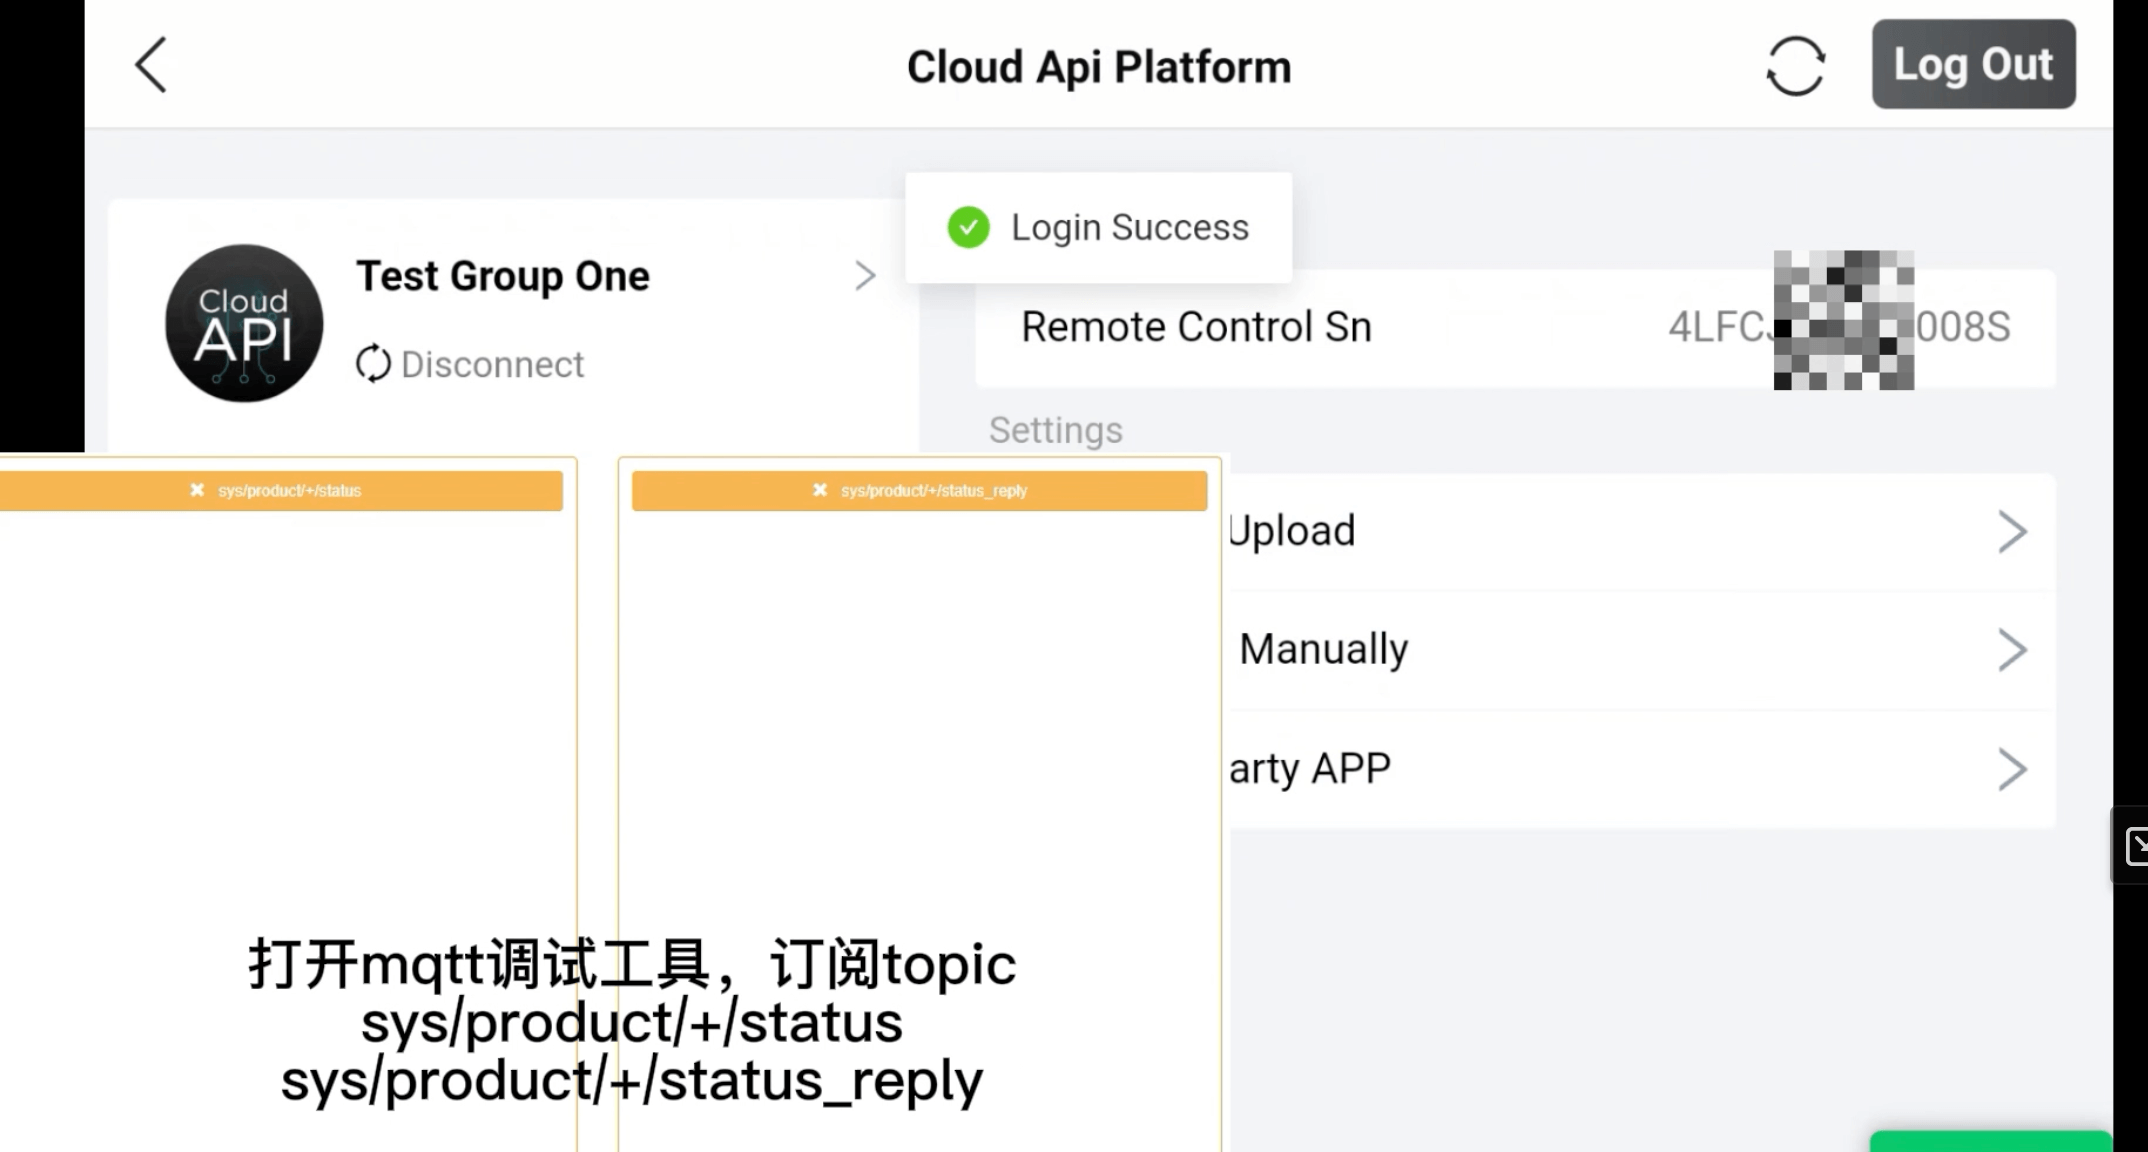 Cloud Api Platform
Log Out
Login Success
Cloud
API
Test Group One
Disconnect
Remote Control Sn
4LFC
008S
Settings
Upload
Manually
arty APP
sys/product/+/status
sys/product/+/status_reply
打开mqtt调试工具，订阅topic
sys/product/+/status
sys/product/+/status_reply